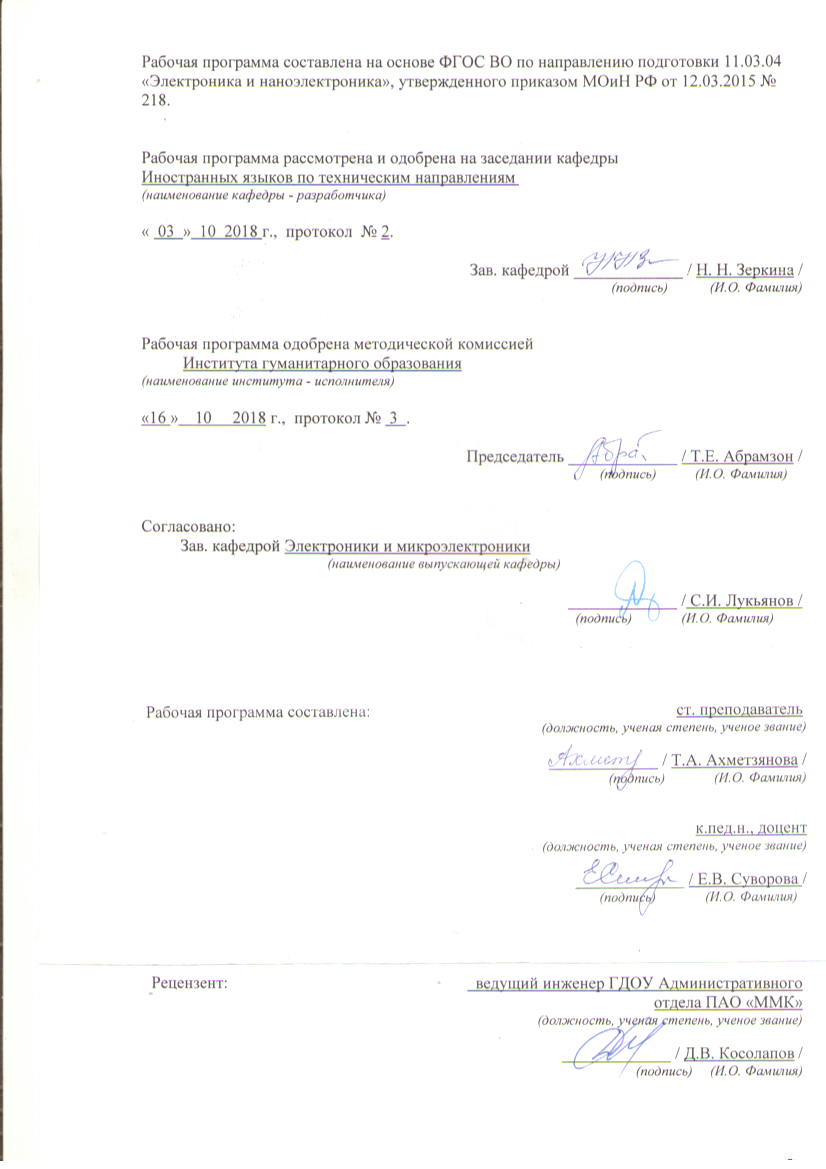 Рабочая программа составлена на основе ФГОС ВО по направлению подготовки 11.03.04
«Электроника и наноэлектроника», утвержденного приказом МОиН РФ от 12.03.2015 №
218.
Рабочая программа рассмотрена и одобрена на заседании кафедры
Иностранных языков по техническим направлениям
(наименование кафедры - разработчика)
« 03 » 10 2018 г., протокол № 2.
Зав. кафедрой ____________ / Н. Н. Зеркина /
(подпись) (И.О. Фамилия)
Рабочая программа одобрена методической комиссией
Института гуманитарного образования
(наименование института - исполнителя)
«16 » 10 2018 г., протокол № 3 .
Председатель ____________ / Т.Е. Абрамзон /
(подпись) (И.О. Фамилия)
Согласовано:
Зав. кафедрой Электроники и микроэлектроники
(наименование выпускающей кафедры)
____________ / С.И. Лукьянов /
(подпись) (И.О. Фамилия)
Рабочая программа составлена: ст. преподаватель
(должность, ученая степень, ученое звание)
____________ / Т.А. Ахметзянова /
(подпись) (И.О. Фамилия)
к.пед.н., доцент
(должность, ученая степень, ученое звание)
____________ / Е.В. Суворова /
(подпись) (И.О. Фамилия)
Рецензент: ведущий инженер ГДОУ Административного
отдела ПАО «ММК»
(должность, ученая степень, ученое звание)
____________ / Д.В. Косолапов /
(подпись) (И.О. Фамилия)